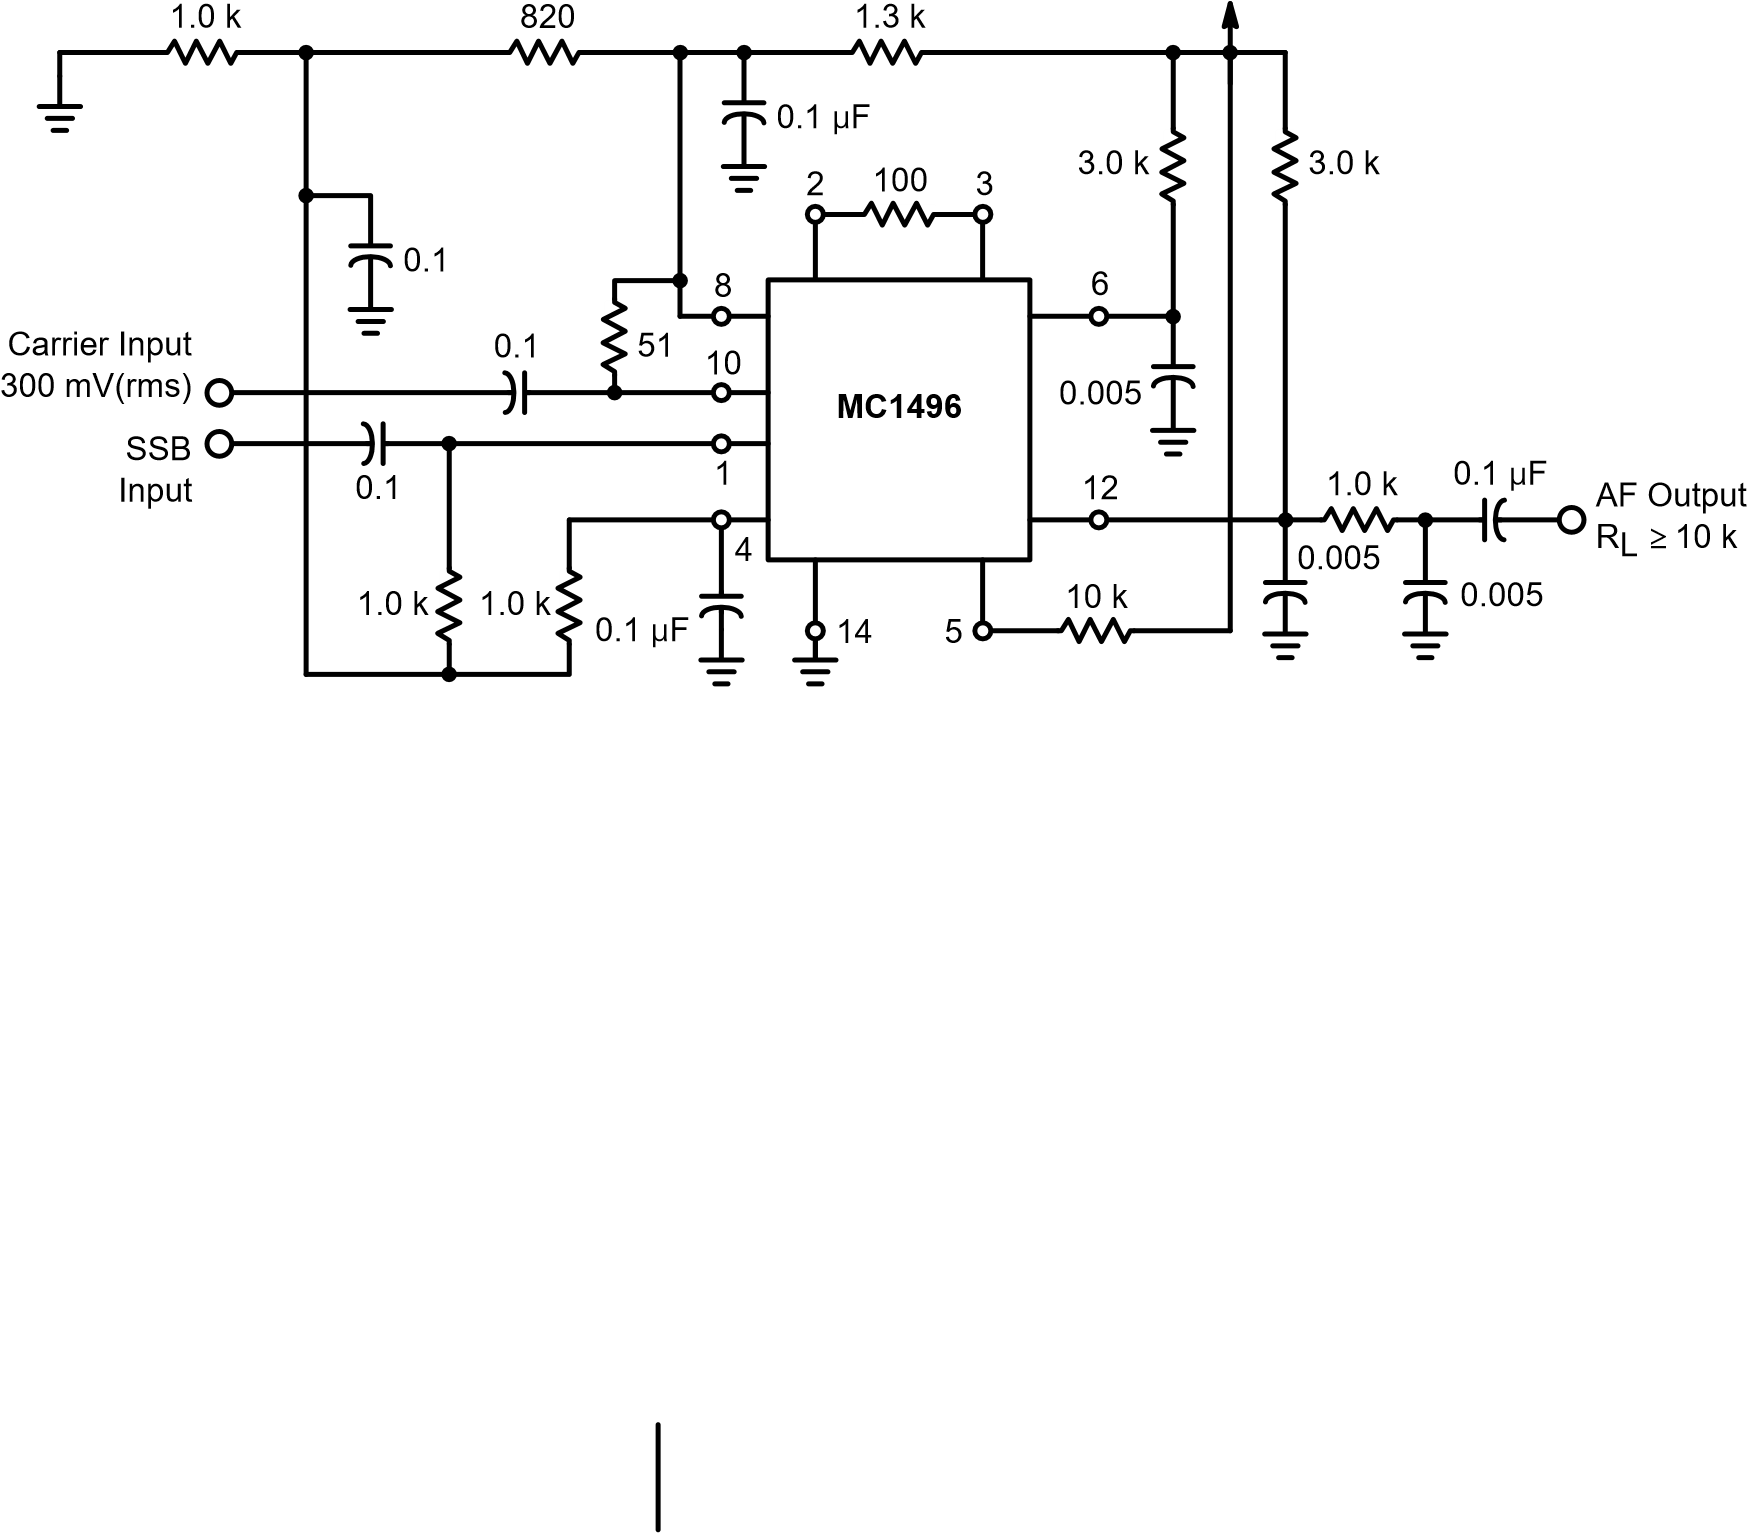 1.0 k
820
1.3 k
0.1 µF
3.0 k
3.0 k
2
100
3
0.1
8
6
Carrier Input
300 mV(rms)
0.1
51
10
0.005
MC1496
SSB
Input
0.1
1
12
1.0 k
0.1 µF
AF Output
RL ≥ 10 k
4
0.005
1.0 k
1.0 k
0.1 µF
14
5
10 k
0.005